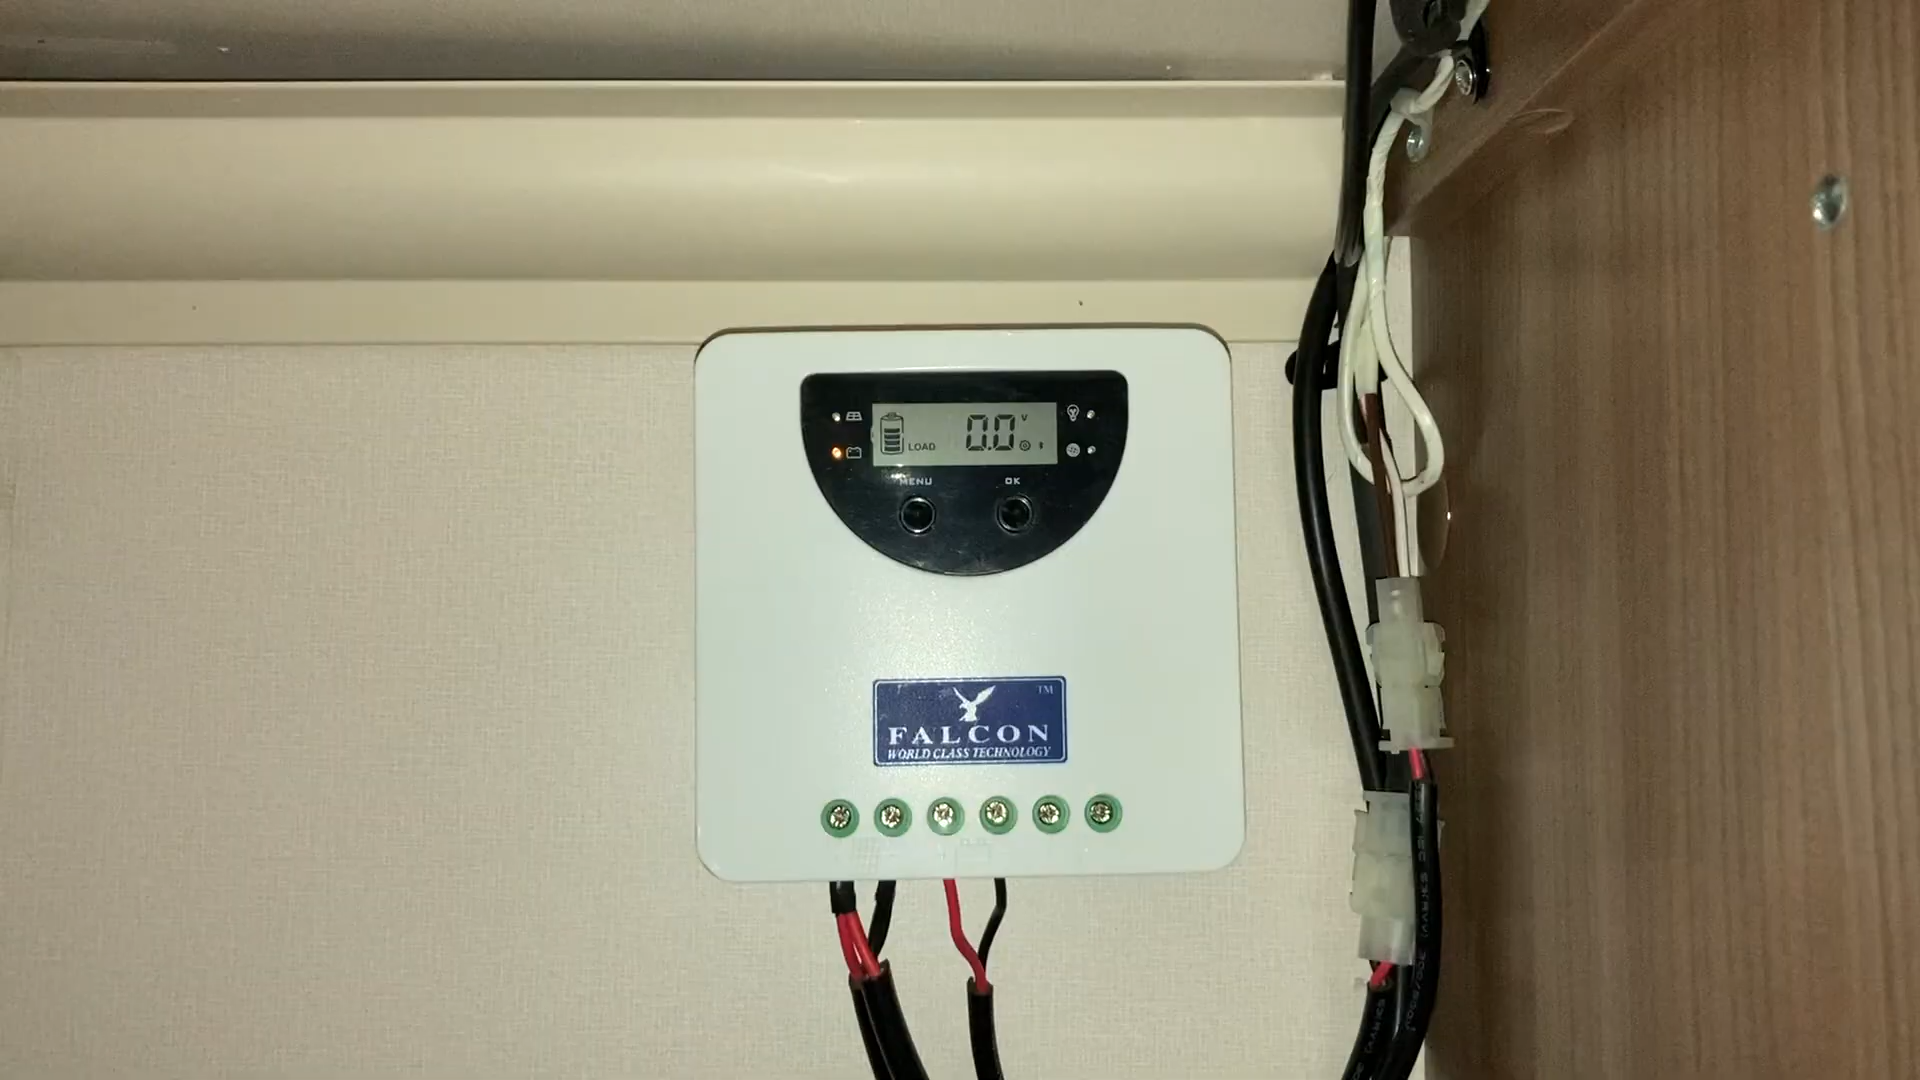 0.0 V
LOAD
MENU OK
TM
FALCON
WORLD CLASS TECHNOLOGY